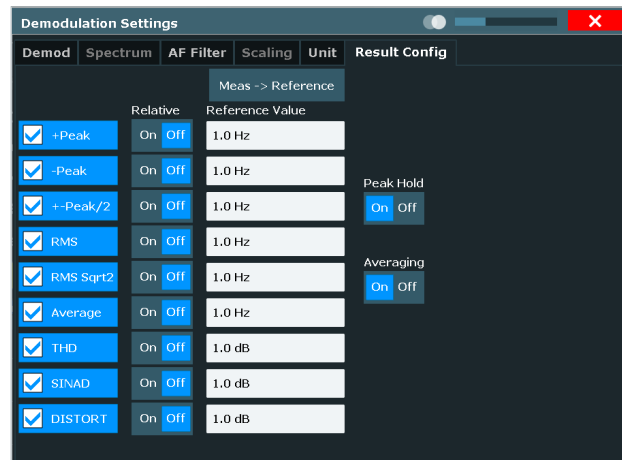 Demodulation Settings
Demod Spectrum AF Filter Scaling Unit Result Config
Meas -> Reference
Relative Reference Value
+Peak On Off 1.0 Hz
-Peak On Off 1.0 Hz
Peak Hold
+-Peak/2 On Off 1.0 Hz On Off
RMS On Off 1.0 Hz
Averaging
RMS Sqrt2 On Off 1.0 Hz On Off
Average On Off 1.0 Hz
THD On Off 1.0 dB
SINAD On Off 1.0 dB
DISTORT On Off 1.0 dB